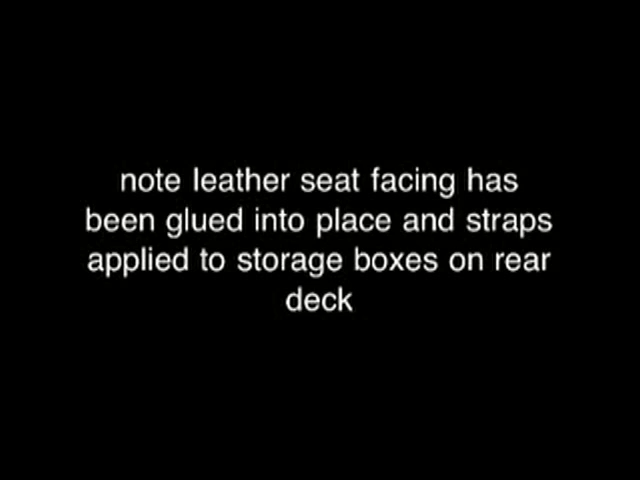 note leather seat facing has
been glued into place and straps
applied to storage boxes on rear
deck